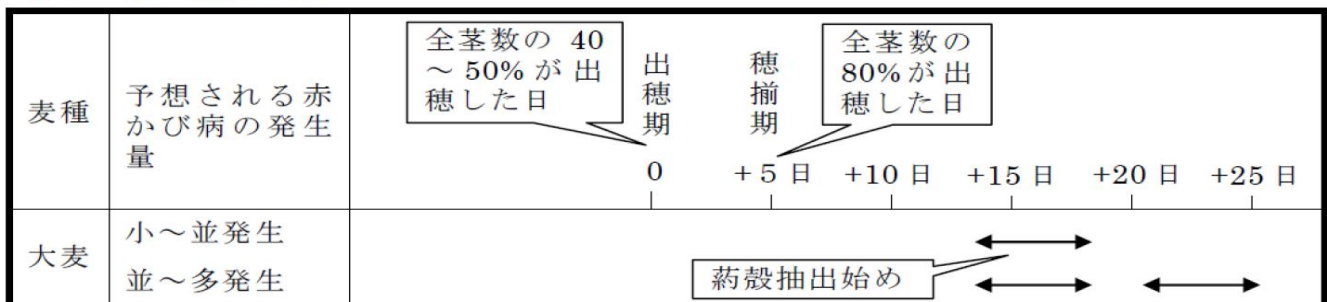 麦種
予想される赤
かび病の発生
量
全茎数の 40
～ 50% が 出
穂した日
出穂期
穂揃期
全茎数の
80% が 出
穂した日
0
+5 日
+10 日
+15 日
+20 日
+25 日
大麦
小～並発生
並～多発生
葯殻抽出始め